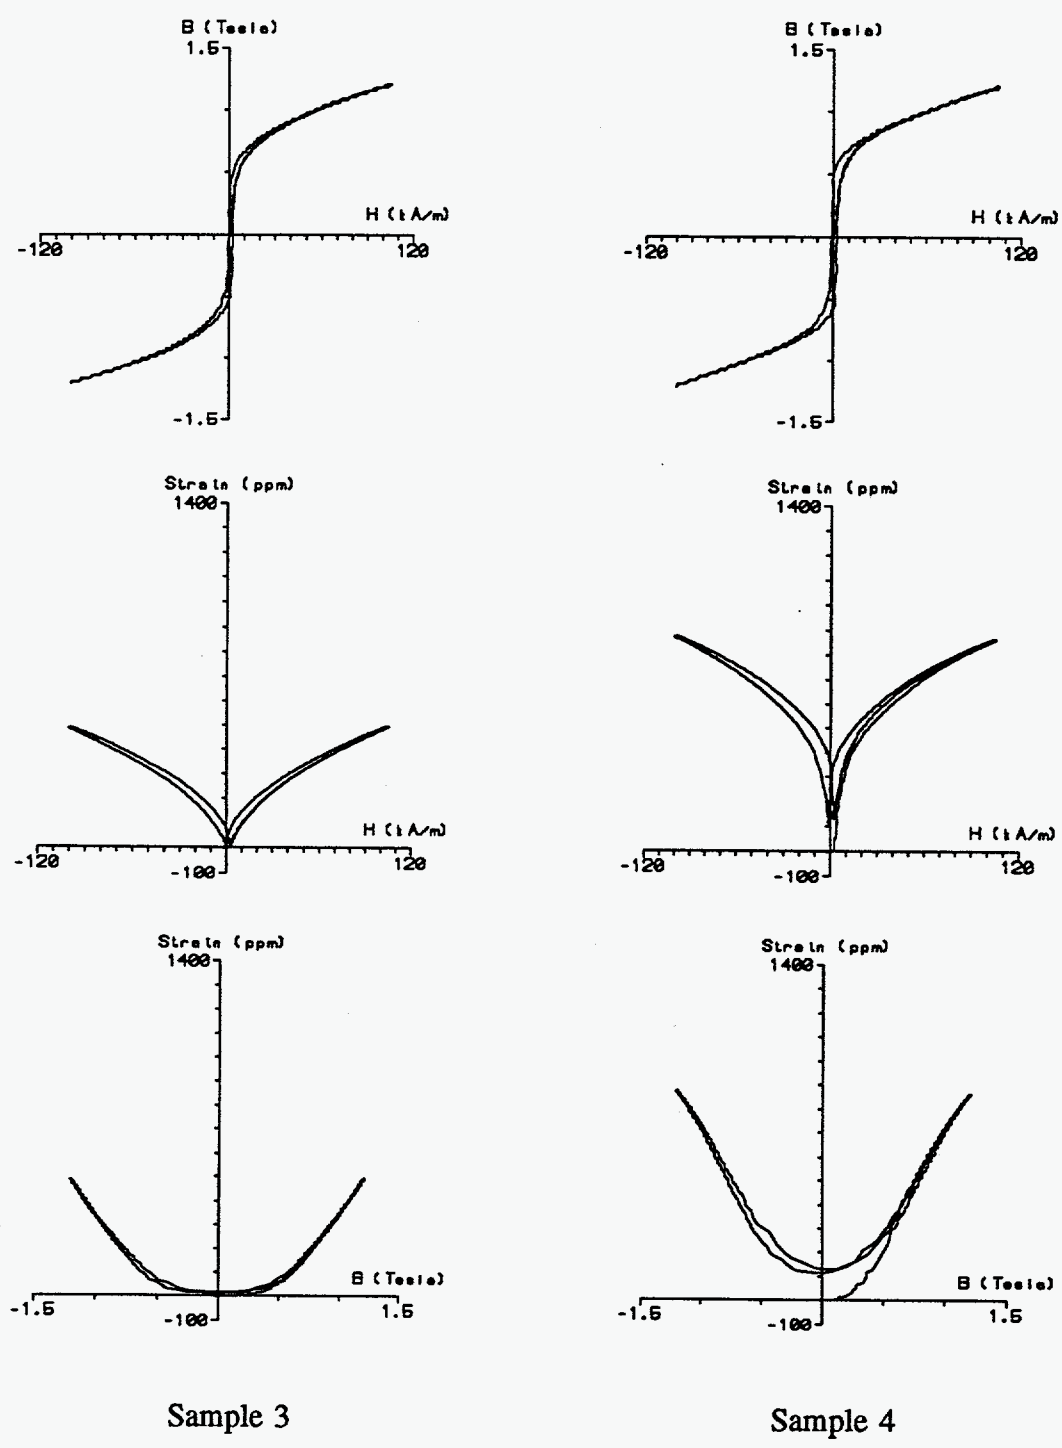 B (Tesla)
1.5
H (kA/m)
-120
120
-1.5
B (Tesla)
1.5
H (kA/m)
-120
120
-1.5
Strain (ppm)
1400
H (kA/m)
-120
120
-100
Strain (ppm)
1400
H (kA/m)
-120
120
-100
Strain (ppm)
1400
B (Tesla)
-1.5
1.5
-100
Strain (ppm)
1400
B (Tesla)
-1.5
1.5
-100
Sample 3
Sample 4